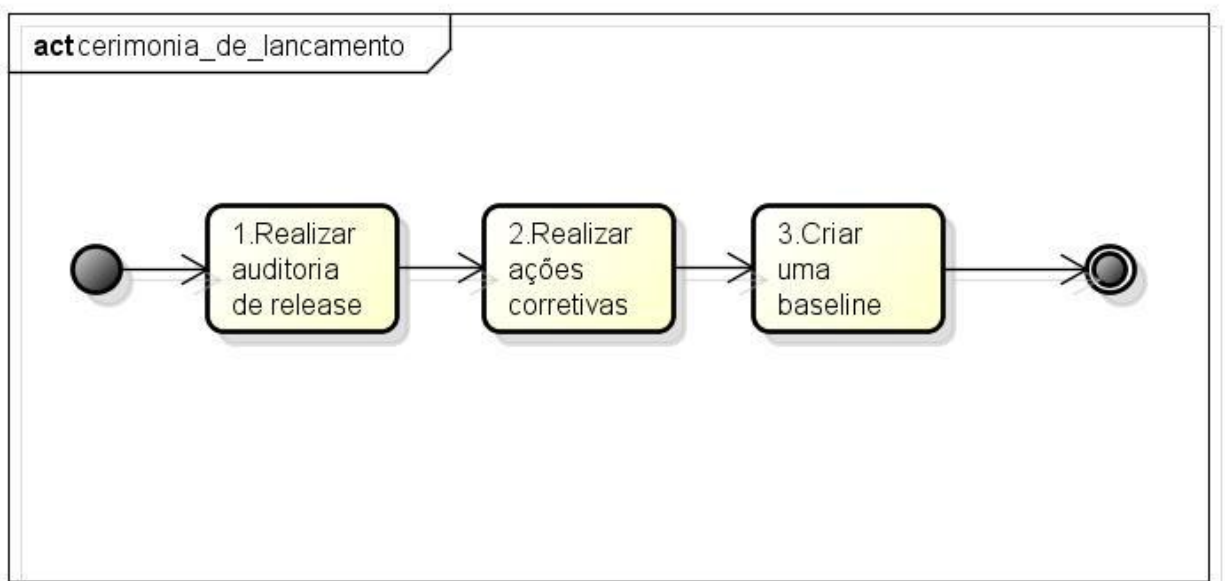 act cerimonia_de_lancamento
1.Realizar
auditoria
de release
2.Realizar
ações
corretivas
3.Criar
uma
baseline